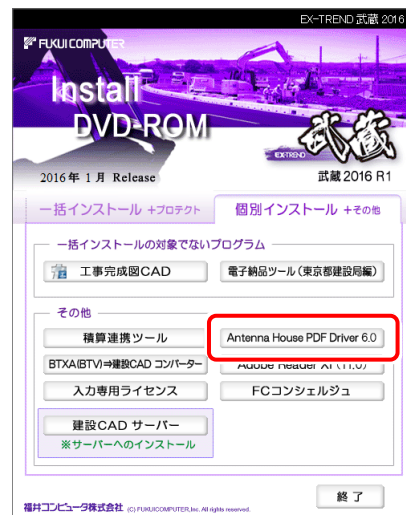 EX-TREND 武蔵 2016
FUKUI COMPUTER
Install
DVD-ROM
EX-TREND
武蔵
2016年 1月 Release
武蔵 2016 R1
一括インストール +プロテクト
個別インストール +その他
一括インストールの対象でないプログラム
工事完成図CAD
電子納品ツール(東京都建設局編)
その他
積算連携ツール
Antenna House PDF Driver 6.0
BTXA(BTV)⇒建設CAD コンバーター
Adobe Reader XI (11.0)
入力専用ライセンス
FCコンシェルジュ
建設CAD サーバー
※サーバーへのインストール
終 了
福井コンピュータ株式会社 (C) FUKUICOMPUTER,Inc. All rights reserved.